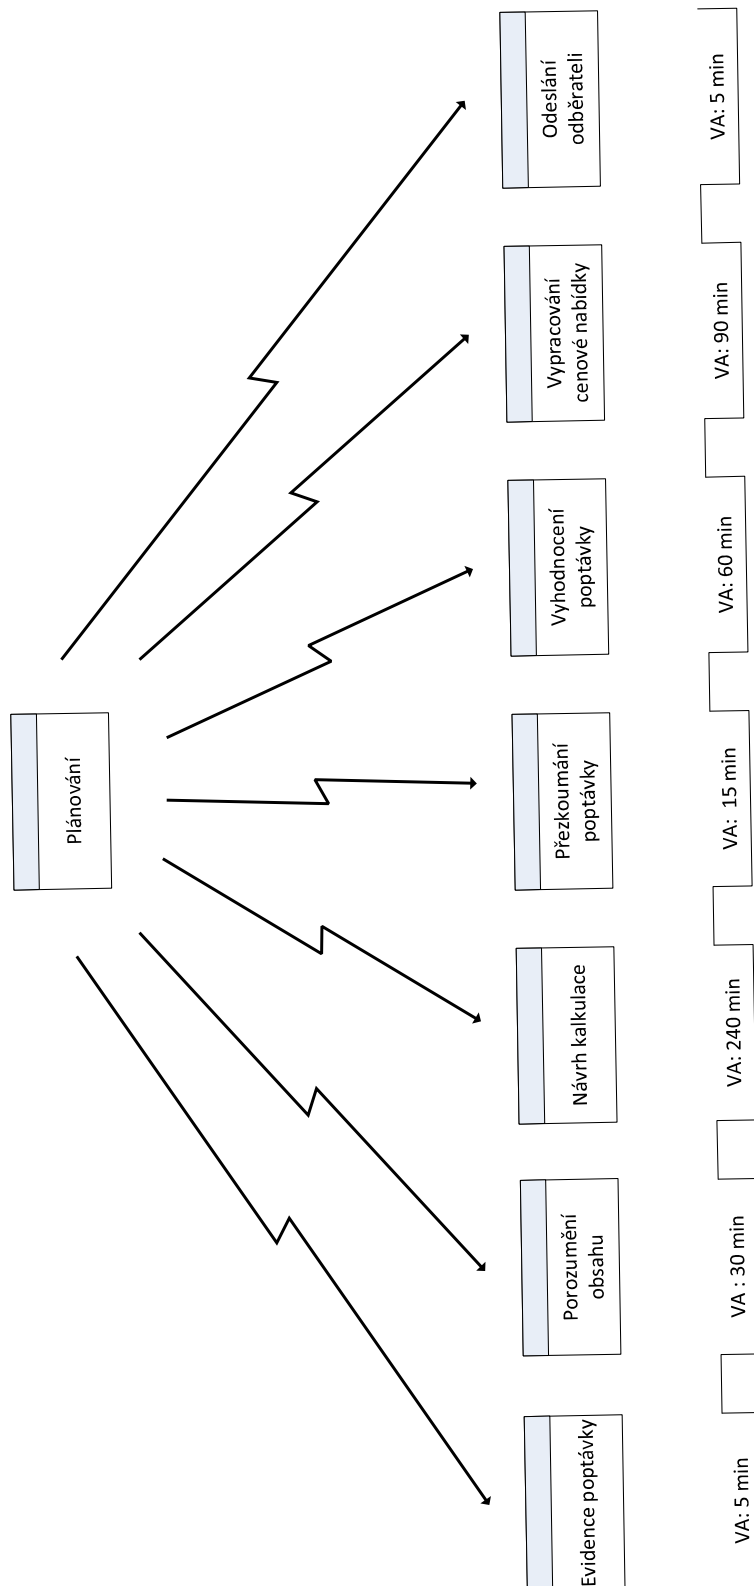 Plánování
Evidence poptávky
Porozumění
obsahu
Návrh kalkulace
Přezkoumání
poptávky
Vyhodnocení
poptávky
Vypracování
cenové nabídky
Odeslání
odběrateli
VA: 5 min
VA : 30 min
VA: 240 min
VA:  15 min
VA: 60 min
VA: 90 min
VA: 5 min